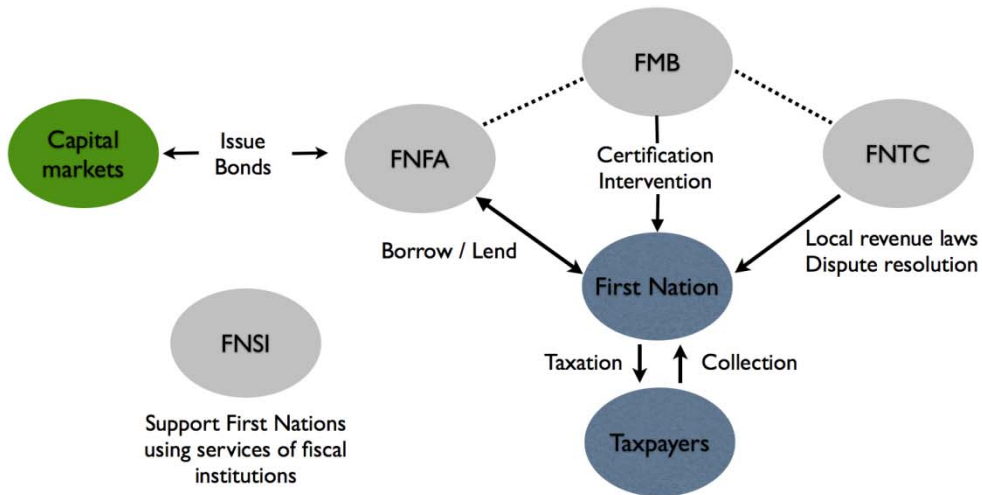 FMB
Capital
markets
Issue
Bonds
FNFA
Certification
Intervention
FNTC
Borrow / Lend
Local revenue laws
Dispute resolution
First Nation
FNSI
Taxation
Collection
Support First Nations
using services of fiscal
institutions
Taxpayers